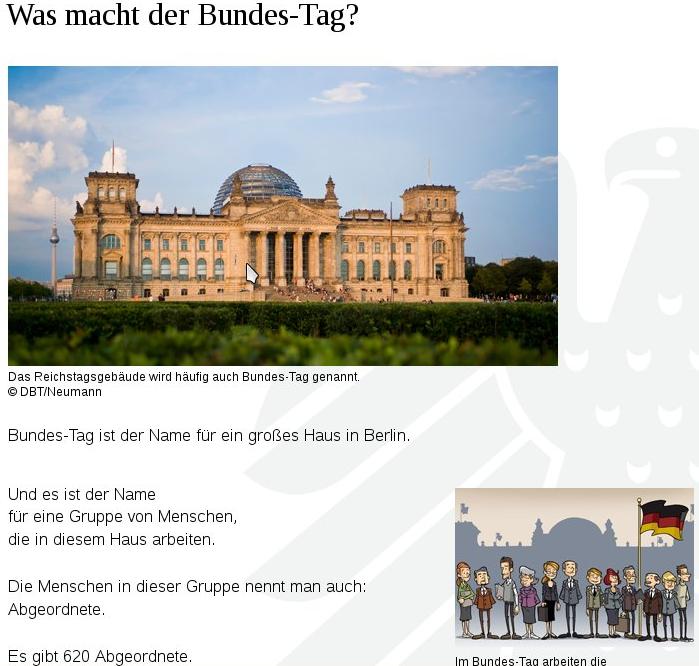 Was macht der Bundes-Tag?
Das Reichstagsgebäude wird häufig auch Bundes-Tag genannt.
© DBT/Neumann
Bundes-Tag ist der Name für ein großes Haus in Berlin.
Und es ist der Name
für eine Gruppe von Menschen,
die in diesem Haus arbeiten.
Die Menschen in dieser Gruppe nennt man auch:
Abgeordnete.
Es gibt 620 Abgeordnete.
Im Bundes-Tag arbeiten die